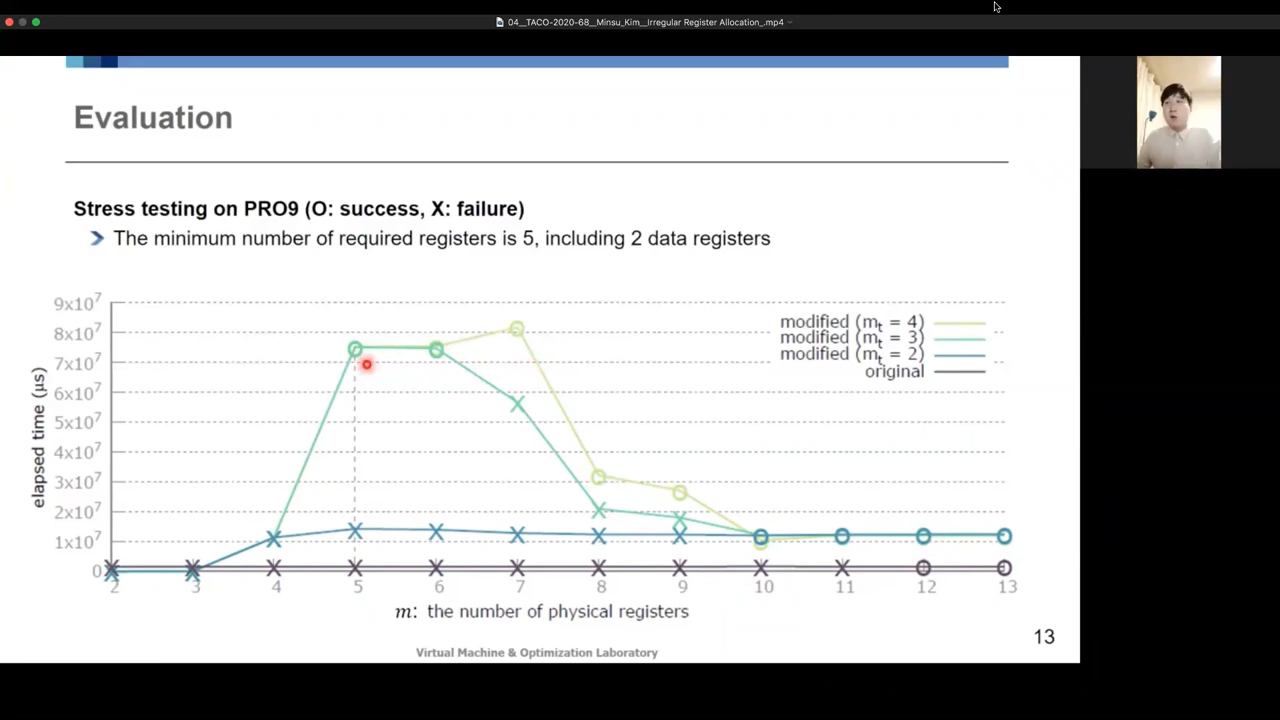 04__TACO-2020-68__Minsu_Kim__Irregular Register Allocation_.mp4
Evaluation
Stress testing on PRO9 (O: success, X: failure)
The minimum number of required registers is 5, including 2 data registers
elapsed time (µs)
9x10⁷
8x10⁷
7x10⁷
6x10⁷
5x10⁷
4x10⁷
3x10⁷
2x10⁷
1x10⁷
0
modified (mₜ = 4)
modified (mₜ = 3)
modified (mₜ = 2)
original
2 3 4 5 6 7 8 9 10 11 12 13
m: the number of physical registers
13
Virtual Machine & Optimization Laboratory